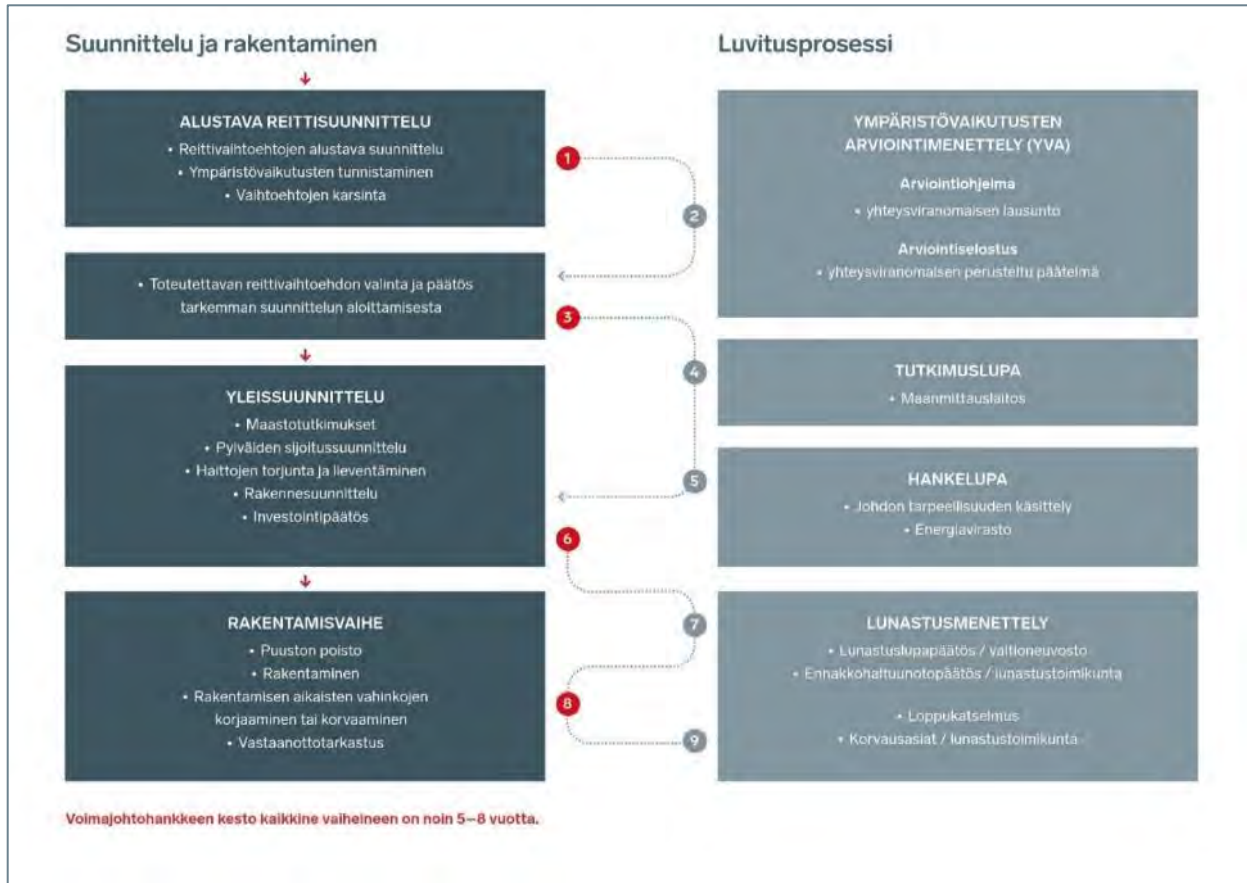 Suunnittelu ja rakentaminen
ALUSTAVA REITTISUUNNITTELU
• Reittivaihtoehtojen alustava suunnittelu
• Ympäristövaikutusten tunnistaminen
• Vaihtoehtojen karsinta
• Toteutettavan reittivaihtoehdon valinta ja päätös
tarkemman suunnittelun aloittamisesta
YLEISSUUNNITTELU
• Maastotutkimukset
• Pylväiden sijoitussuunnittelu
• Haittojen torjunta ja lieventäminen
• Rakennesuunnittelu
• Investointipäätös
RAKENTAMISVAIHE
• Puuston poisto
• Rakentaminen
• Rakentamisen aikaisten vahinkojen
korjaaminen tai korvaaminen
• Vastaanottotarkastus
1
2
3
4
5
6
7
8
9
Luvitusprosessi
YMPÄRISTÖVAIKUTUSTEN
ARVIOINTIMENETTELY (YVA)
Arviointiohjelma
• yhteysviranomaisen lausunto
Arviointiselostus
• yhteysviranomaisen perusteltu päätelmä
TUTKIMUSLUPA
• Maanmittauslaitos
HANKELUPA
• Johdon tarpeellisuuden käsittely
• Energiavirasto
LUNASTUSMENETTELY
• Lunastuslupapäätös / valtioneuvosto
• Ennakkohaltuunottopäätös / lunastustoimikunta
• Loppukatselmus
• Korvausasiat / lunastustoimikunta
Voimajohtohankkeen kesto kaikkine vaiheineen on noin 5–8 vuotta.